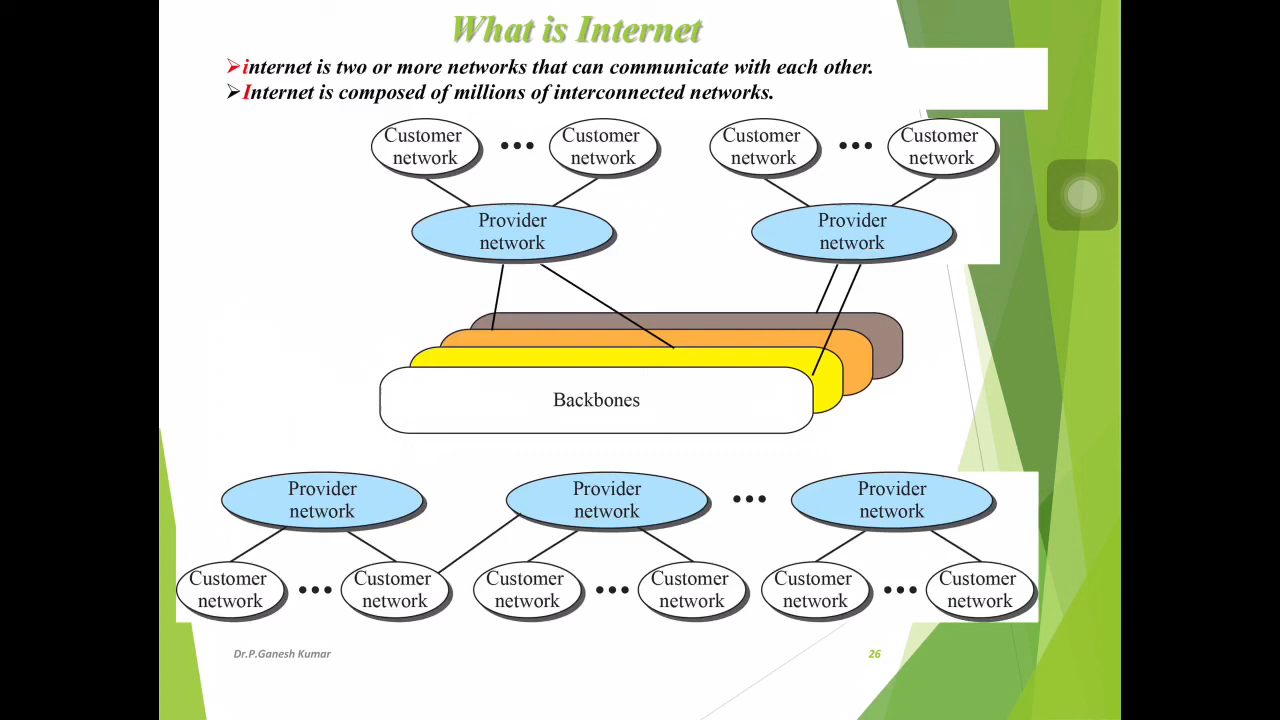 What is Internet
➢internet is two or more networks that can communicate with each other.
➢Internet is composed of millions of interconnected networks.
Customer network ••• Customer network Customer network ••• Customer network
Provider network Provider network
Backbones
Provider network Provider network ••• Provider network
Customer network ••• Customer network Customer network ••• Customer network Customer network ••• Customer network
Dr.P.Ganesh Kumar 26